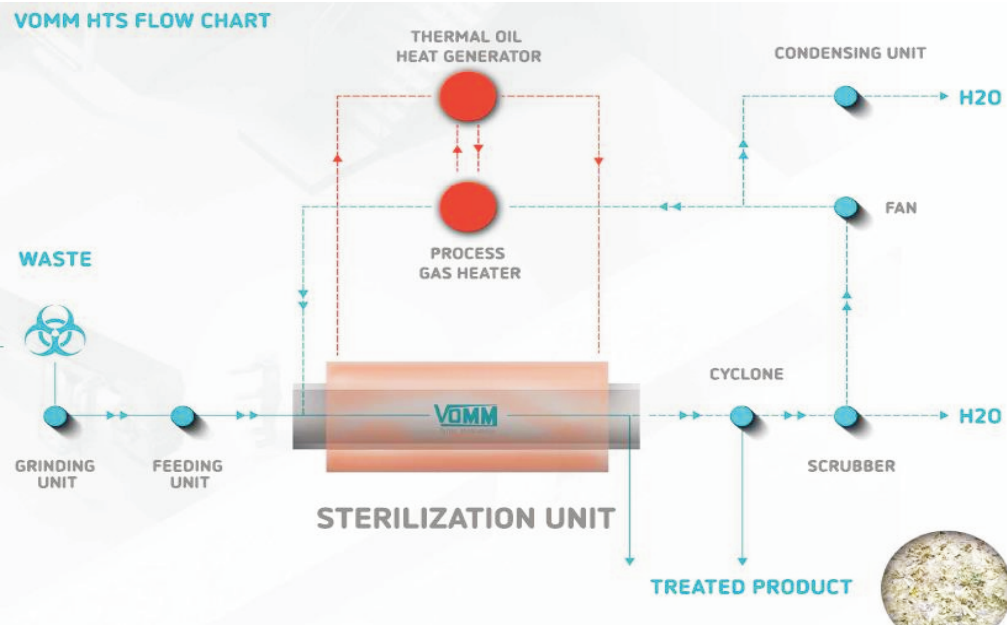 VOMM HTS FLOW CHART
THERMAL OIL
HEAT GENERATOR
CONDENSING UNIT
H2O
FAN
PROCESS
GAS HEATER
WASTE
CYCLONE
VOMM
H2O
GRINDING
UNIT
FEEDING
UNIT
SCRUBBER
STERILIZATION UNIT
TREATED PRODUCT